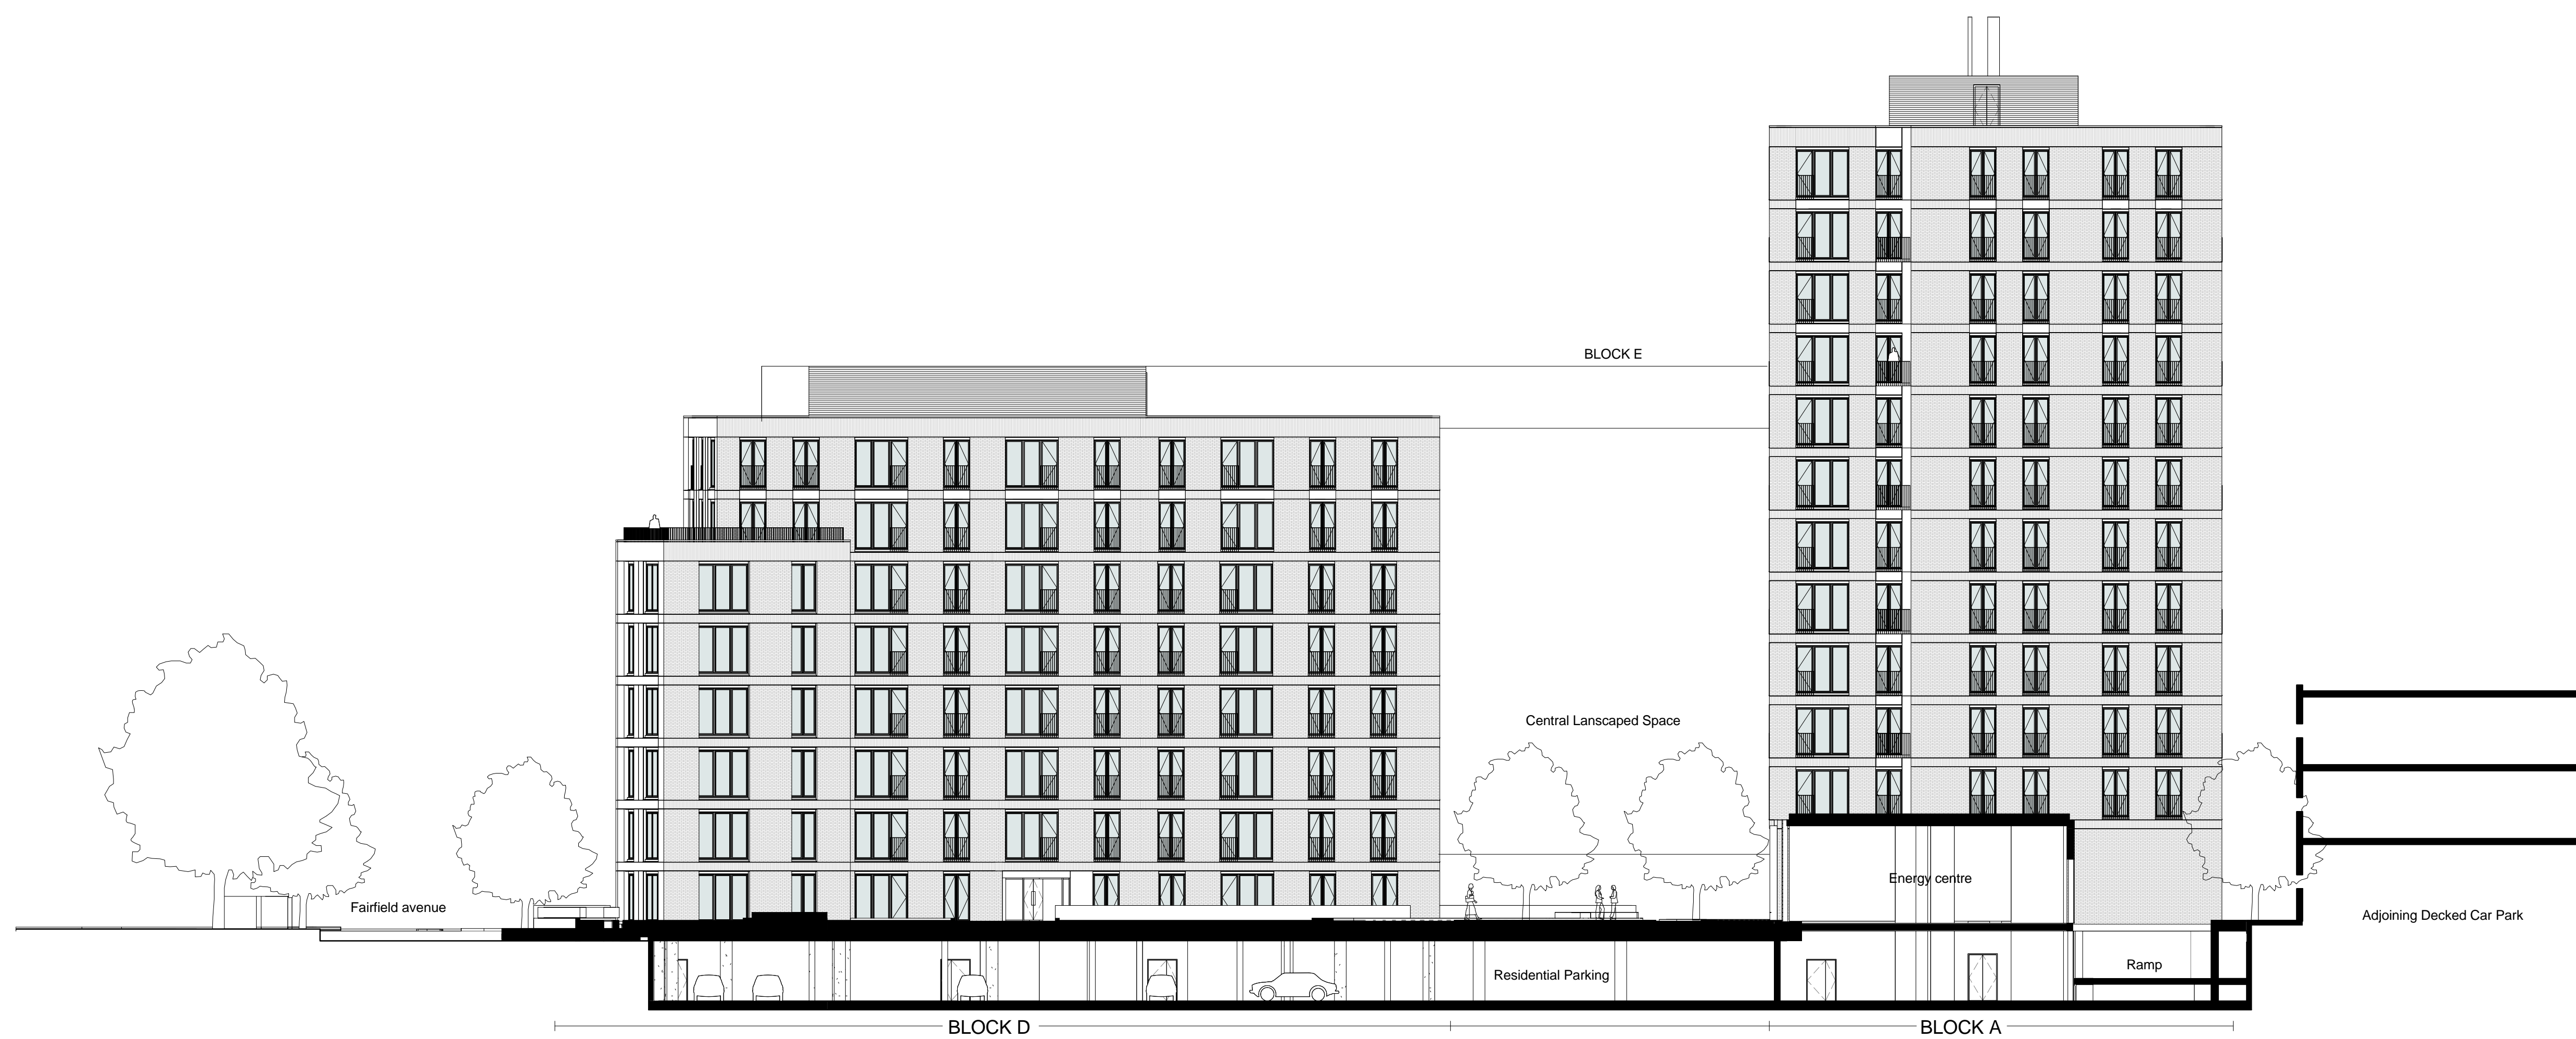 BLOCK E
Central Lanscaped Space
Energy centre
Fairfield avenue
Adjoining Decked Car Park
Ramp
Residential Parking
BLOCK D
BLOCK A